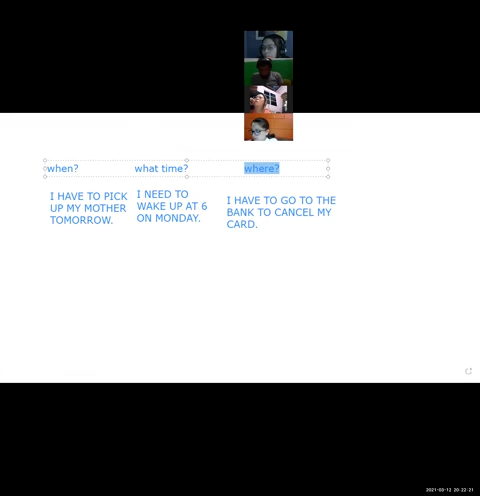 when? what time? where?
I HAVE TO PICK
UP MY MOTHER
TOMORROW.
I NEED TO
WAKE UP AT 6
ON MONDAY.
I HAVE TO GO TO THE
BANK TO CANCEL MY
CARD.
2021-03-12 20:22:21